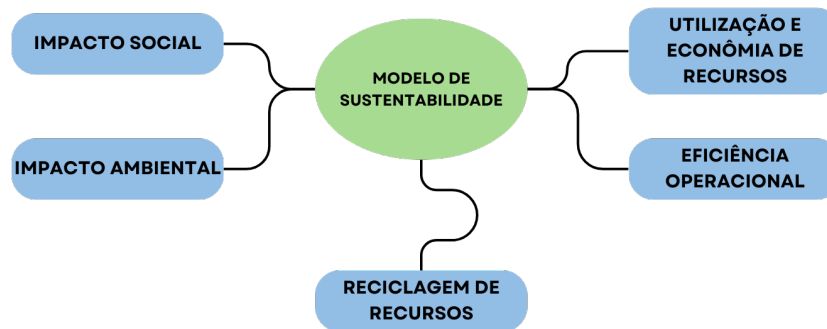 IMPACTO SOCIAL
IMPACTO AMBIENTAL
MODELO DE
SUSTENTABILIDADE
UTILIZAÇÃO E
ECONÔMIA DE
RECURSOS
EFICIÊNCIA
OPERACIONAL
RECICLAGEM DE
RECURSOS